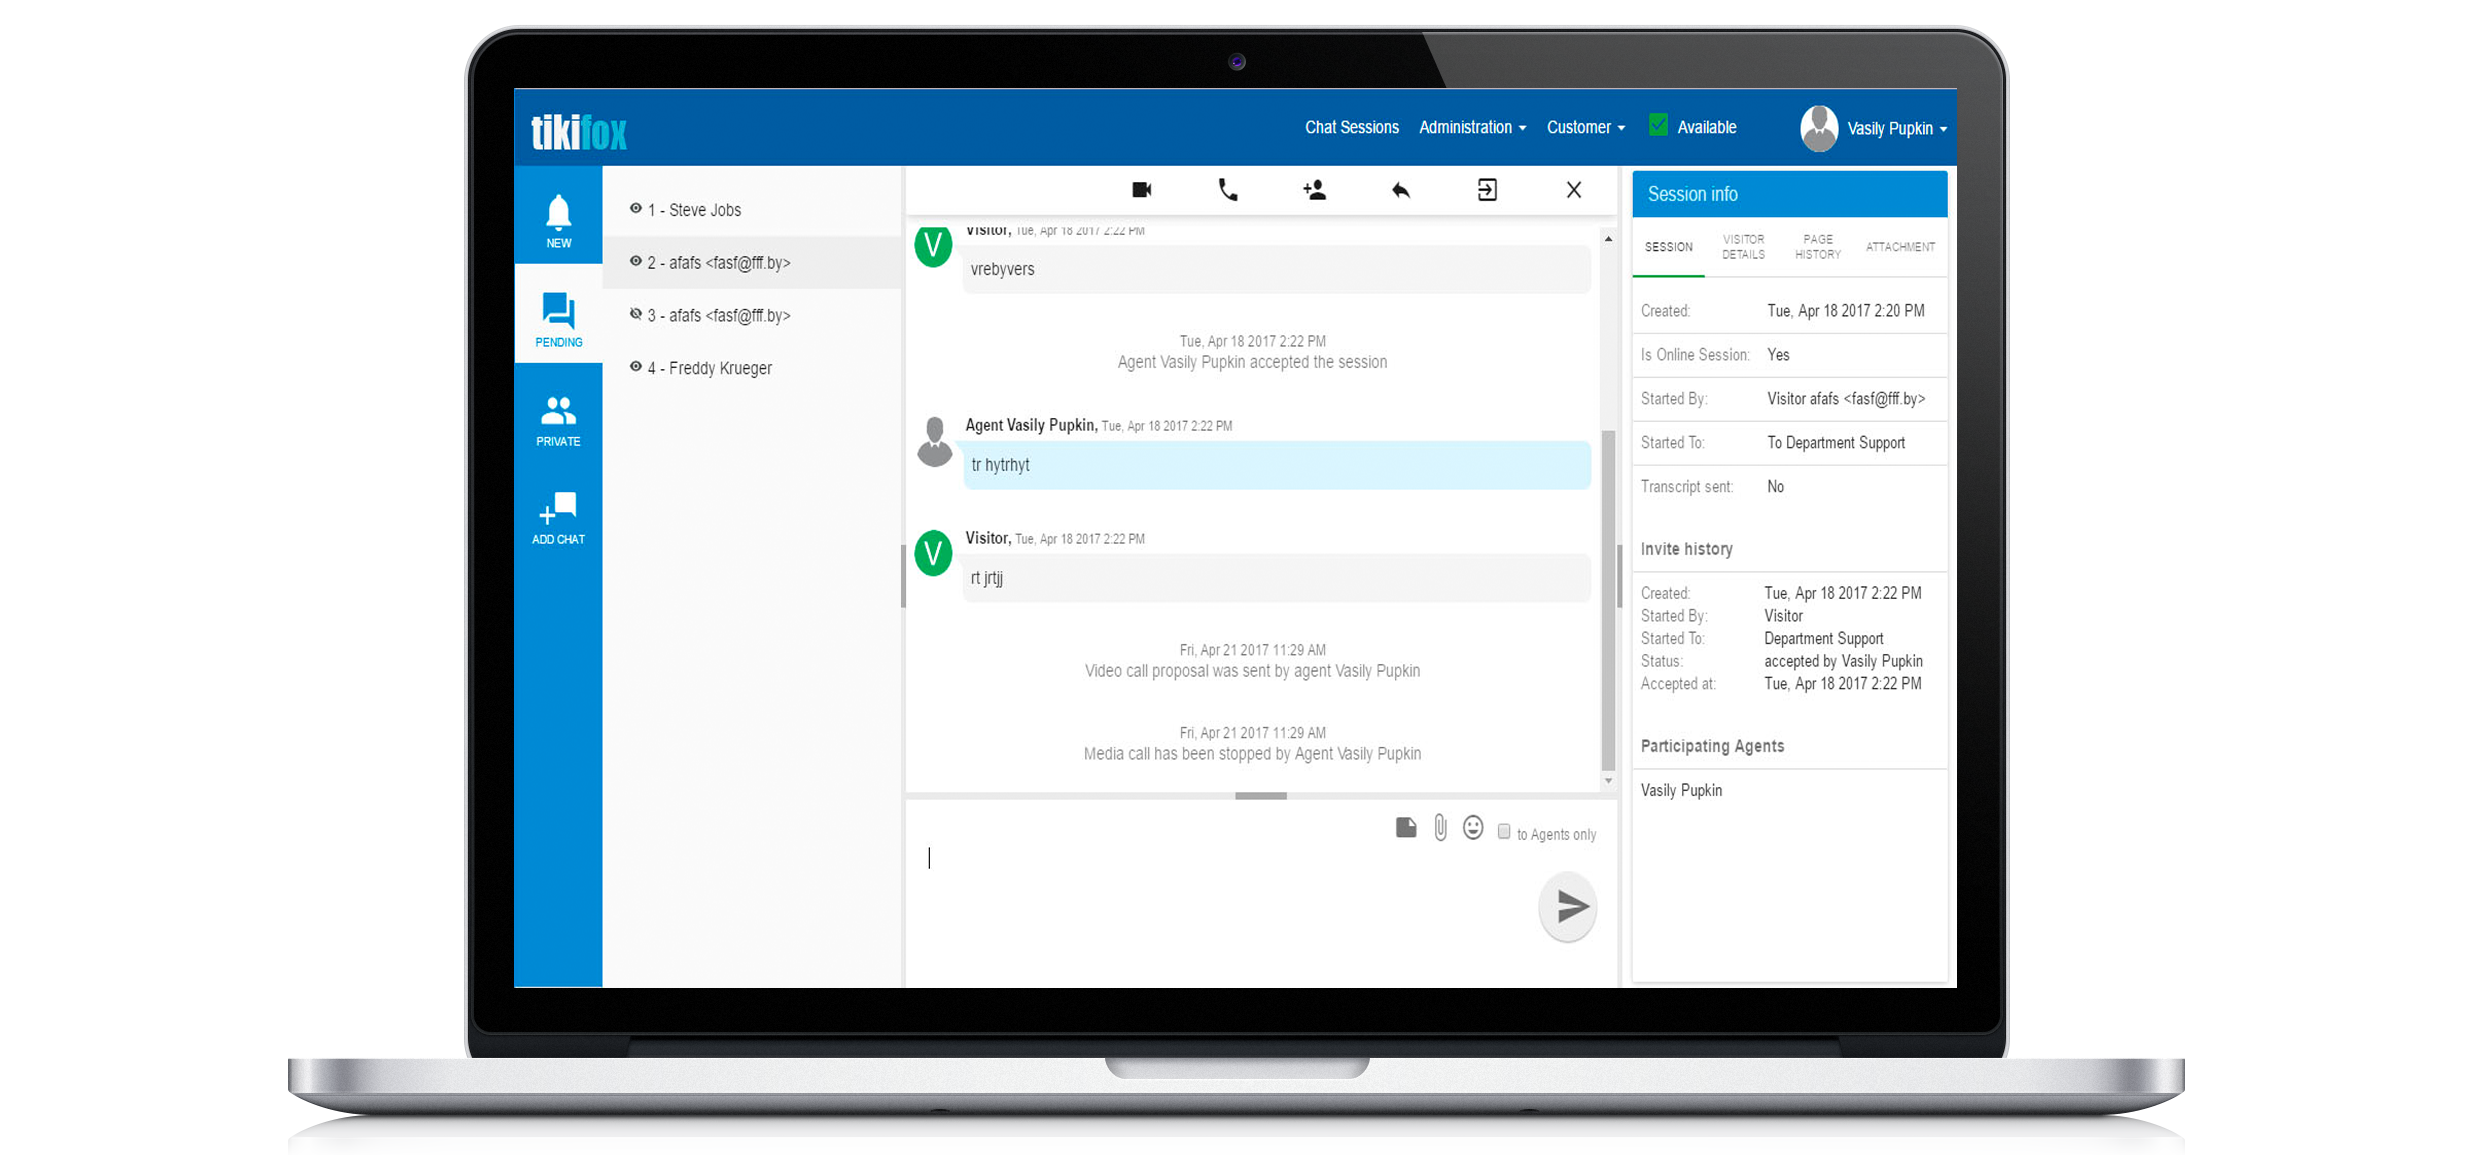 tikifox
Chat Sessions
Administration
Customer
Available
Vasily Pupkin
NEW
PENDING
PRIVATE
ADD CHAT
1 - Steve Jobs
2 - afafs <fasf@fff.by>
3 - afafs <fasf@fff.by>
4 - Freddy Krueger
Visitor, Tue, Apr 18 2017 2:22 PM
V
vrebyvers
Tue, Apr 18 2017 2:22 PM
Agent Vasily Pupkin accepted the session
Agent Vasily Pupkin, Tue, Apr 18 2017 2:22 PM
tr hytrhyt
Visitor, Tue, Apr 18 2017 2:22 PM
V
rt jrtjj
Fri, Apr 21 2017 11:29 AM
Video call proposal was sent by agent Vasily Pupkin
Fri, Apr 21 2017 11:29 AM
Media call has been stopped by Agent Vasily Pupkin
to Agents only
Session info
SESSION
VISITOR
DETAILS
PAGE
HISTORY
ATTACHMENT
Created: Tue, Apr 18 2017 2:20 PM
Is Online Session: Yes
Started By: Visitor afafs <fasf@fff.by>
Started To: To Department Support
Transcript sent: No
Invite history
Created: Tue, Apr 18 2017 2:22 PM
Started By: Visitor
Started To: Department Support
Status: accepted by Vasily Pupkin
Accepted at: Tue, Apr 18 2017 2:22 PM
Participating Agents
Vasily Pupkin